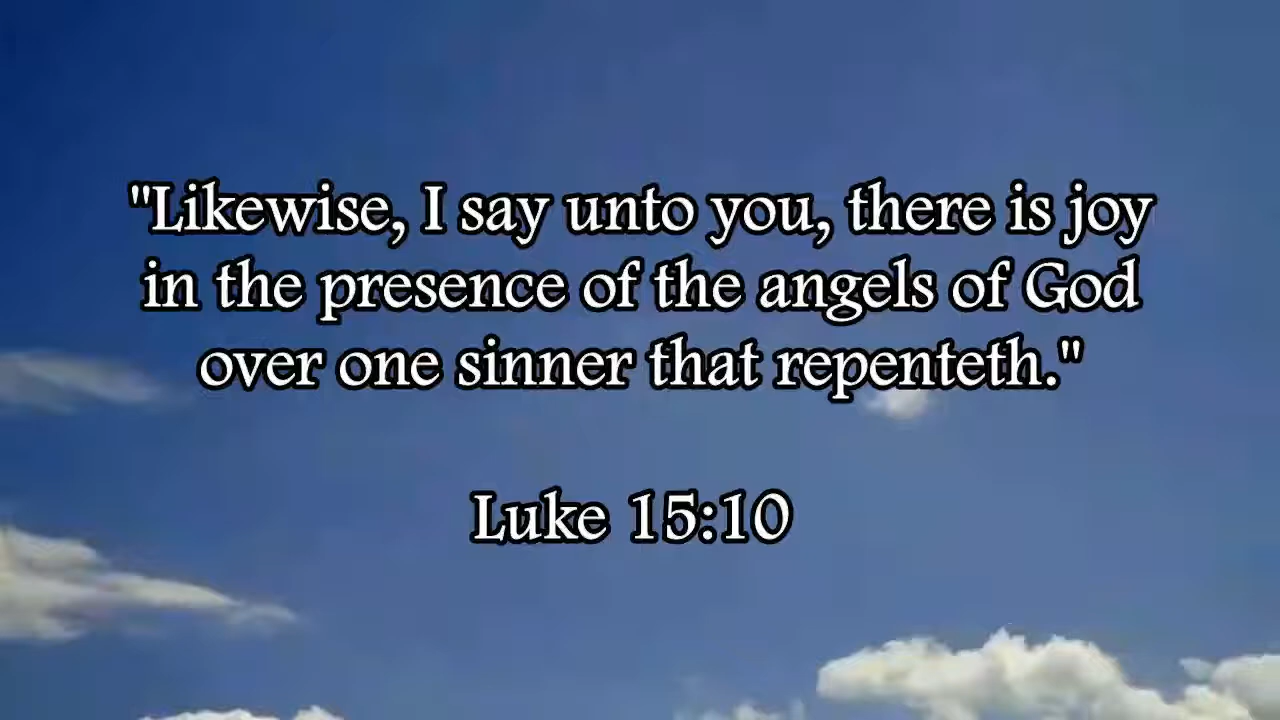 "Likewise, I say unto you, there is joy
in the presence of the angels of God
over one sinner that repenteth."
Luke 15:10